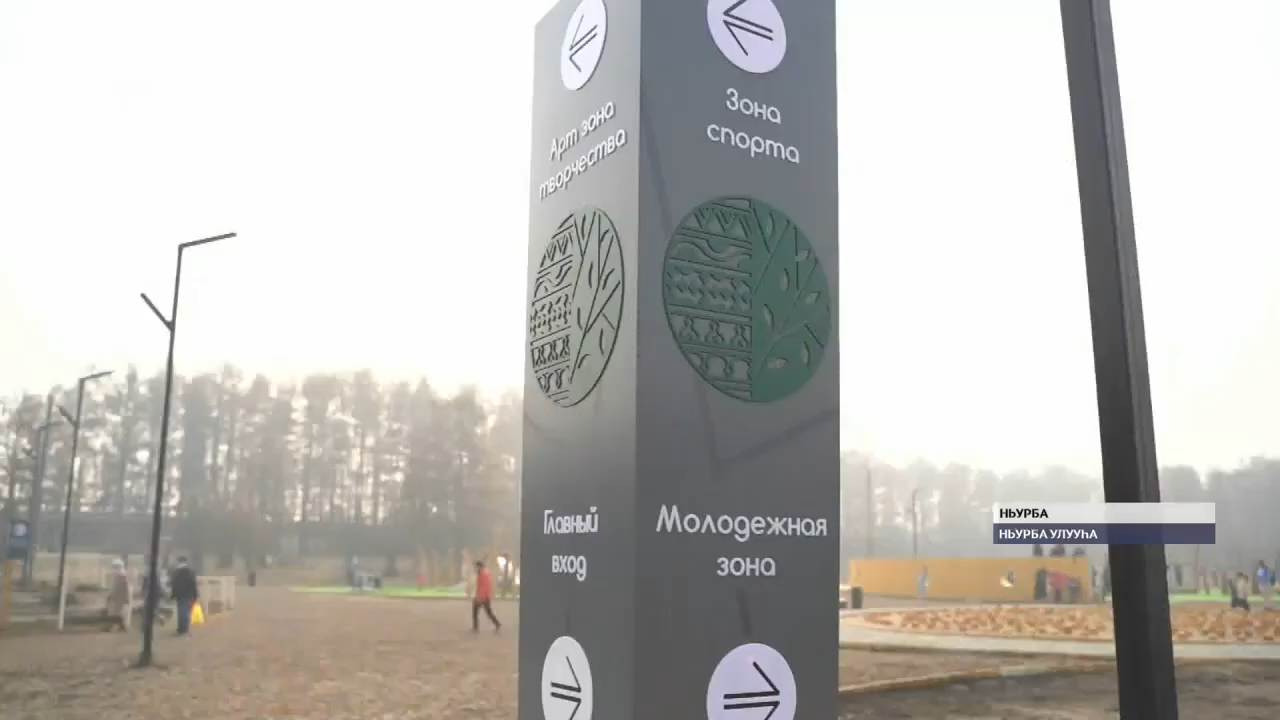 Арт зона
творчества
Главный
вход
Зона
спорта
Молодежная
зона
НЬУРБА
НЬУРБА УЛУУҺА